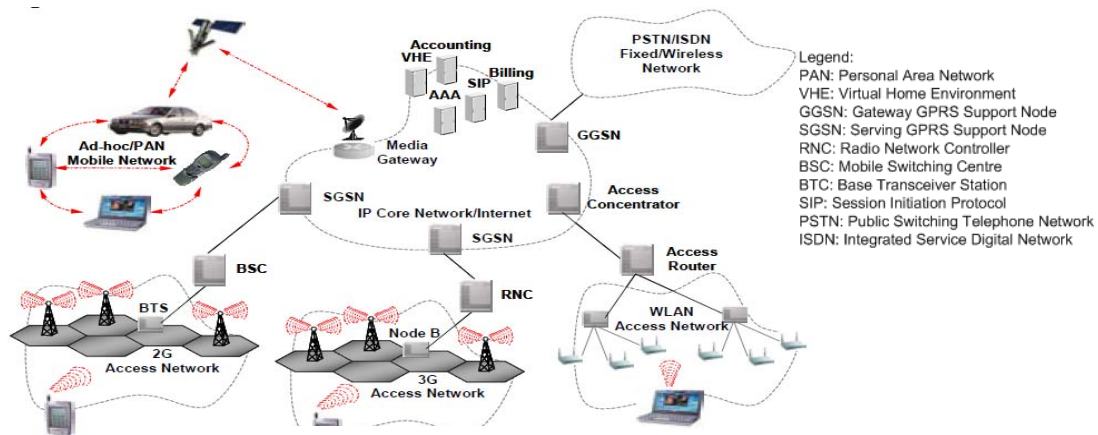 Accounting
VHE
SIP
Billing
AAA
PSTN/ISDN
Fixed/Wireless
Network
Media
Gateway
GGSN
Ad-hoc/PAN
Mobile Network
SGSN
IP Core Network/Internet
SGSN
Access
Concentrator
Access
Router
BSC
RNC
BTS
Node B
2G
Access Network
3G
Access Network
WLAN
Access Network
Legend:
PAN: Personal Area Network
VHE: Virtual Home Environment
GGSN: Gateway GPRS Support Node
SGSN: Serving GPRS Support Node
RNC: Radio Network Controller
BSC: Mobile Switching Centre
BTC: Base Transceiver Station
SIP: Session Initiation Protocol
PSTN: Public Switching Telephone Network
ISDN: Integrated Service Digital Network